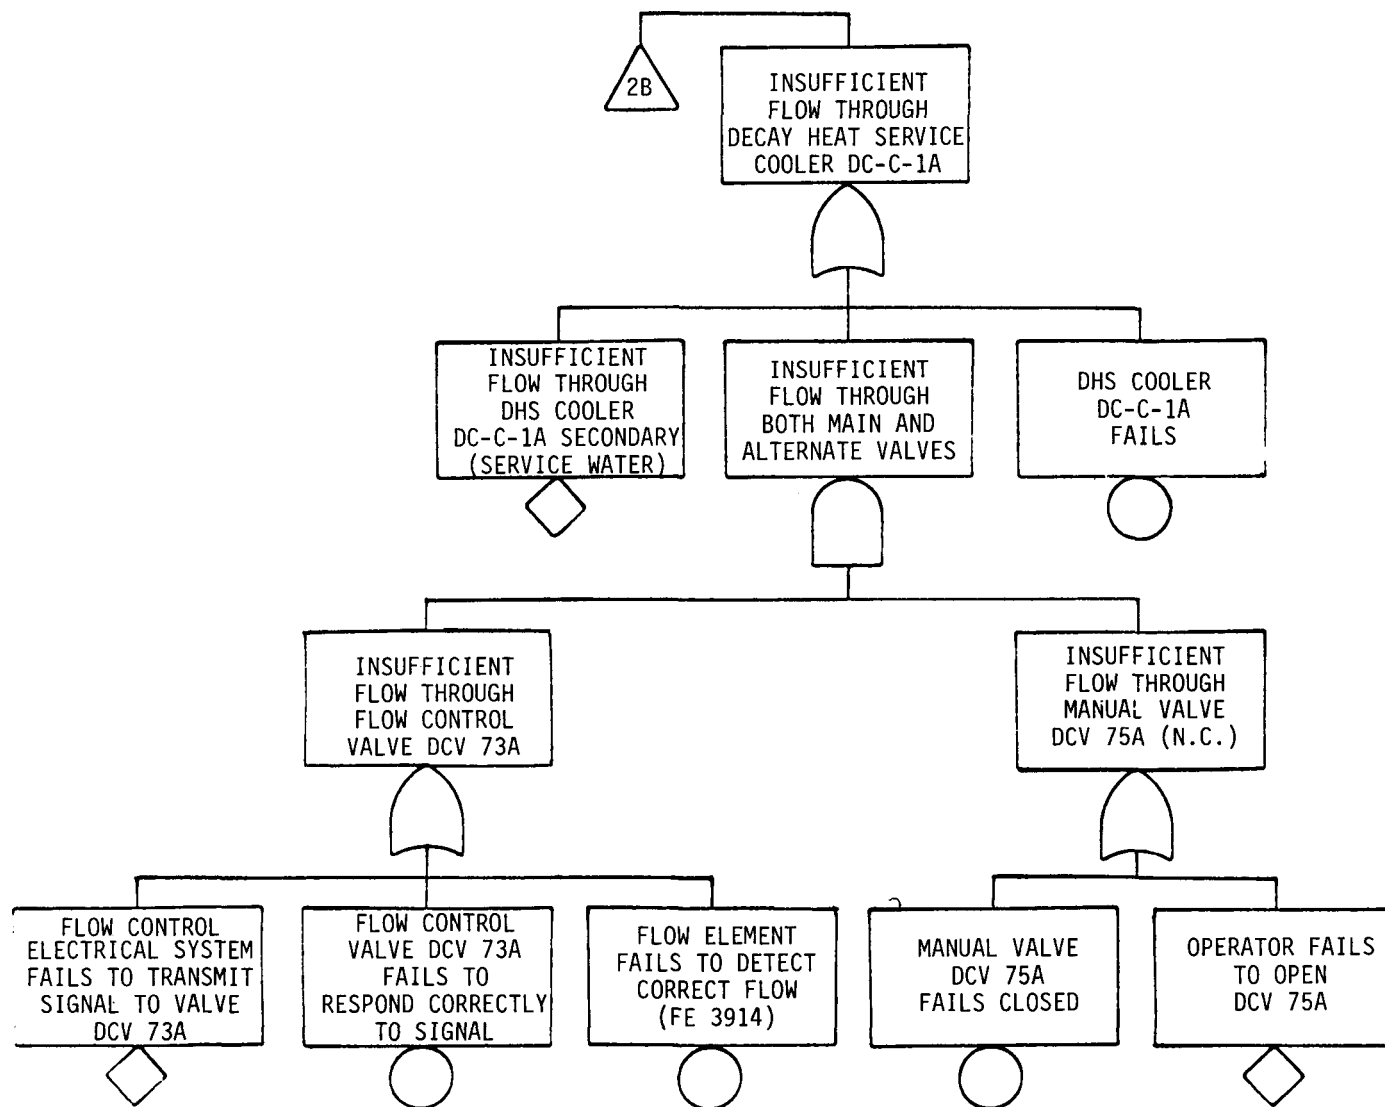 2B
INSUFFICIENT
FLOW THROUGH
DECAY HEAT SERVICE
COOLER DC-C-1A
INSUFFICIENT
FLOW THROUGH
DHS COOLER
DC-C-1A SECONDARY
(SERVICE WATER)
INSUFFICIENT
FLOW THROUGH
BOTH MAIN AND
ALTERNATE VALVES
DHS COOLER
DC-C-1A
FAILS
INSUFFICIENT
FLOW THROUGH
FLOW CONTROL
VALVE DCV 73A
INSUFFICIENT
FLOW THROUGH
MANUAL VALVE
DCV 75A (N.C.)
FLOW CONTROL
ELECTRICAL SYSTEM
FAILS TO TRANSMIT
SIGNAL TO VALVE
DCV 73A
FLOW CONTROL
VALVE DCV 73A
FAILS TO
RESPOND CORRECTLY
TO SIGNAL
FLOW ELEMENT
FAILS TO DETECT
CORRECT FLOW
(FE 3914)
MANUAL VALVE
DCV 75A
FAILS CLOSED
OPERATOR FAILS
TO OPEN
DCV 75A